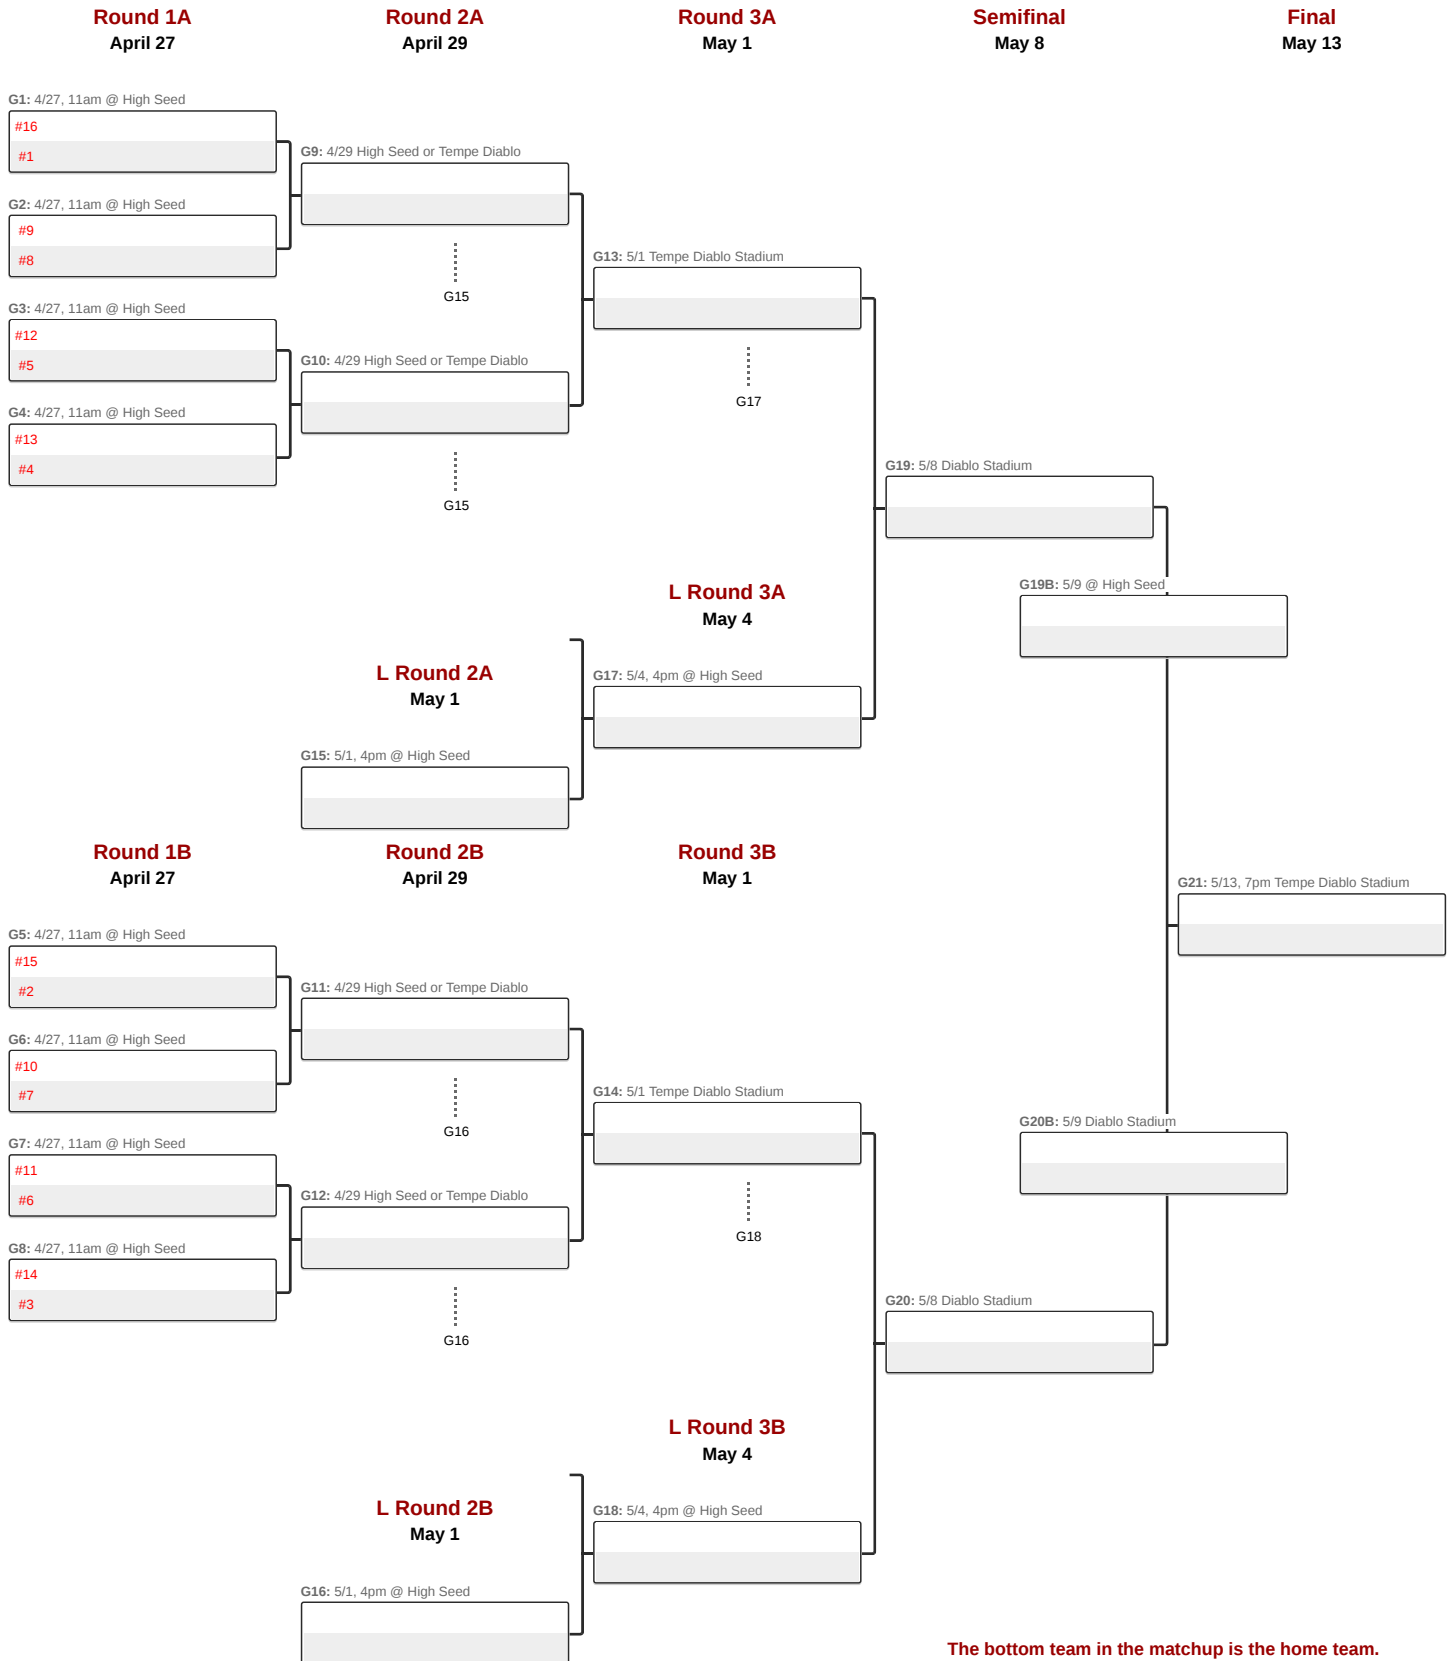 Round 1A
April 27
Round 2A
April 29
Round 3A
May 1
Semifinal
May 8
Final
May 13
G1: 4/27, 11am @ High Seed
#16
#1
G2: 4/27, 11am @ High Seed
#9
#8
G3: 4/27, 11am @ High Seed
#12
#5
G4: 4/27, 11am @ High Seed
#13
#4
G9: 4/29 High Seed or Tempe Diablo
G15
G10: 4/29 High Seed or Tempe Diablo
G15
G13: 5/1 Tempe Diablo Stadium
G17
G19: 5/8 Diablo Stadium
G19B: 5/9 @ High Seed
L Round 3A
May 4
G17: 5/4, 4pm @ High Seed
L Round 2A
May 1
G15: 5/1, 4pm @ High Seed
Round 1B
April 27
Round 2B
April 29
Round 3B
May 1
G21: 5/13, 7pm Tempe Diablo Stadium
G5: 4/27, 11am @ High Seed
#15
#2
G6: 4/27, 11am @ High Seed
#10
#7
G7: 4/27, 11am @ High Seed
#11
#6
G8: 4/27, 11am @ High Seed
#14
#3
G11: 4/29 High Seed or Tempe Diablo
G16
G12: 4/29 High Seed or Tempe Diablo
G16
G14: 5/1 Tempe Diablo Stadium
G18
G20B: 5/9 Diablo Stadium
G20: 5/8 Diablo Stadium
L Round 3B
May 4
G18: 5/4, 4pm @ High Seed
L Round 2B
May 1
G16: 5/1, 4pm @ High Seed
The bottom team in the matchup is the home team.